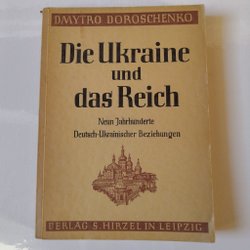 DMYTRO DOROSCHENKO
Die Ukraine
und
das Reich
Neun Jahrhunderte
Deutsch-Ukrainischer Beziehungen
VERLAG S. HIRZEL IN LEIPZIG